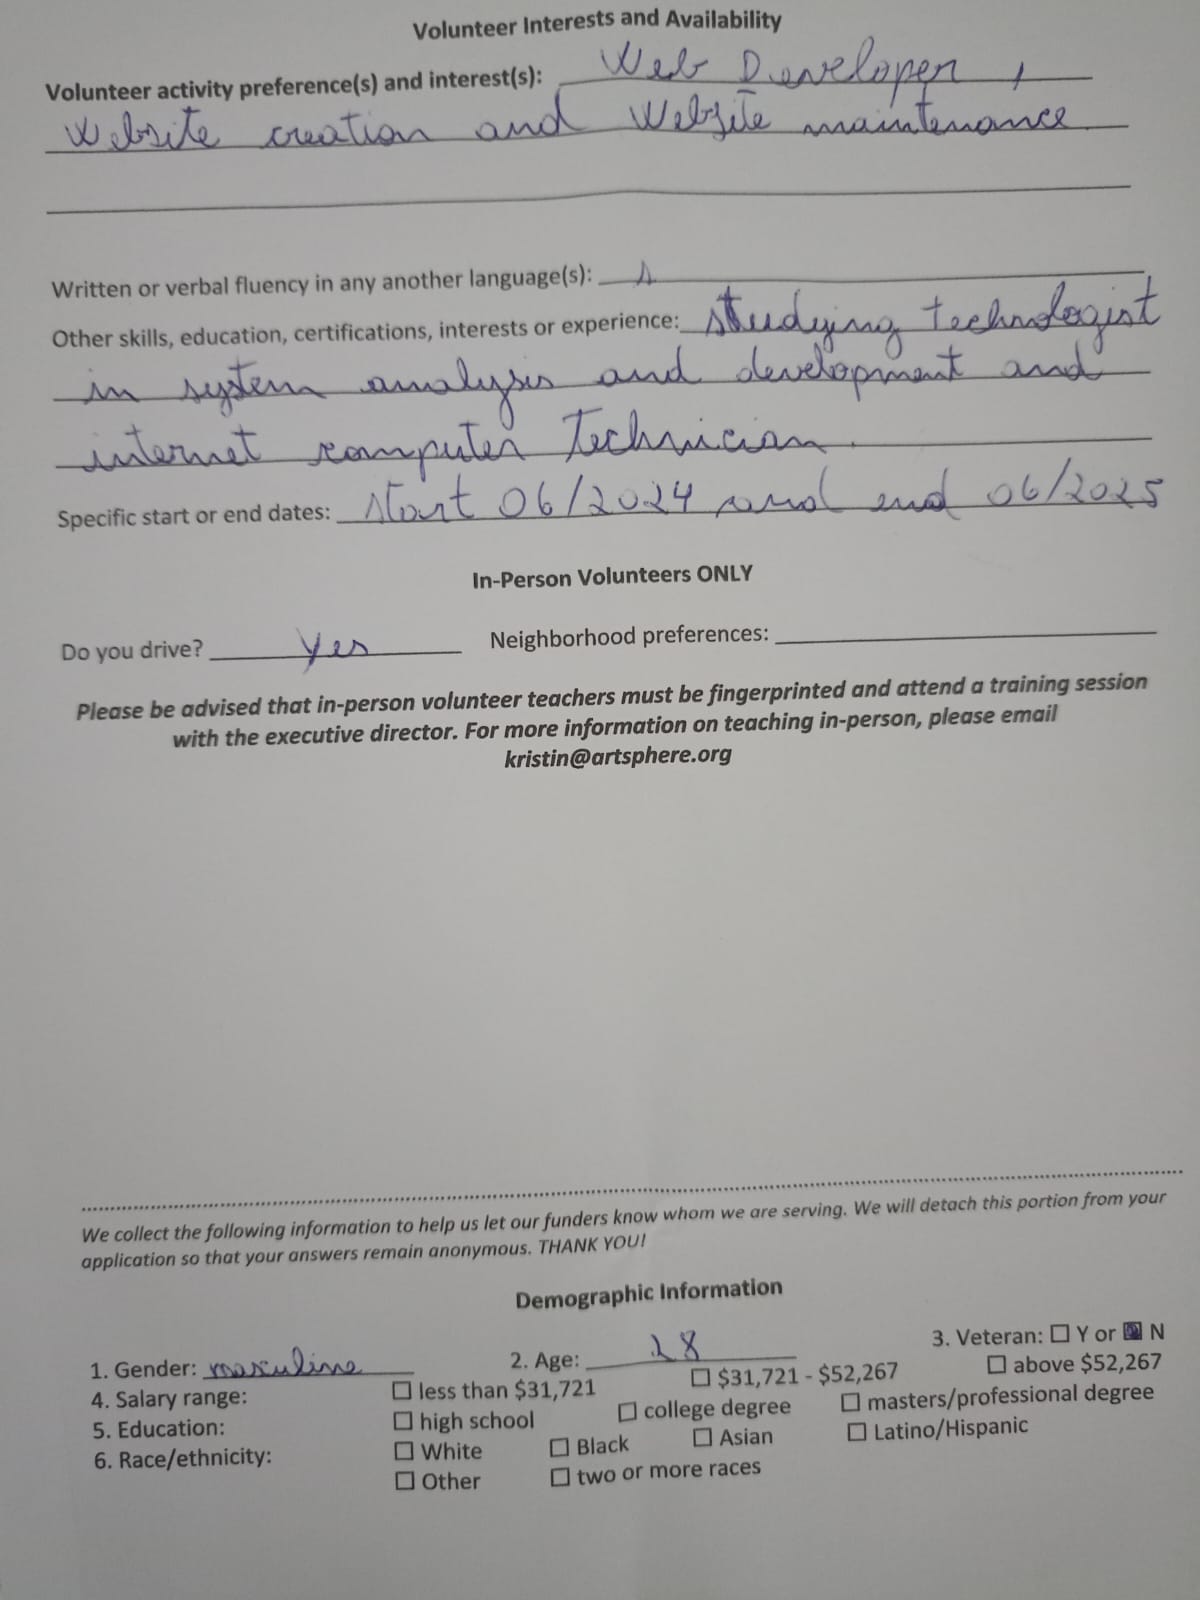 Volunteer Interests and Availability
Volunteer activity preference(s) and interest(s): Web Developer,
Website creation and Website maintenance
Written or verbal fluency in any another language(s):
Other skills, education, certifications, interests or experience: studying technologist
in system analysis and development and
internet computer technician.
Specific start or end dates: Start 06/2024 and end 06/2025
In-Person Volunteers ONLY
Do you drive? Yes Neighborhood preferences:
Please be advised that in-person volunteer teachers must be fingerprinted and attend a training session
with the executive director. For more information on teaching in-person, please email
kristin@artsphere.org
We collect the following information to help us let our funders know whom we are serving. We will detach this portion from your
application so that your answers remain anonymous. THANK YOU!
Demographic Information
1. Gender: masculine 2. Age: 28 3. Veteran: ☐ Y or ☒ N
4. Salary range: ☐ less than $31,721 ☐ $31,721 - $52,267 ☐ above $52,267
5. Education: ☐ high school ☐ college degree ☐ masters/professional degree
6. Race/ethnicity: ☐ White ☐ Black ☐ Asian ☐ Latino/Hispanic
☐ Other ☐ two or more races